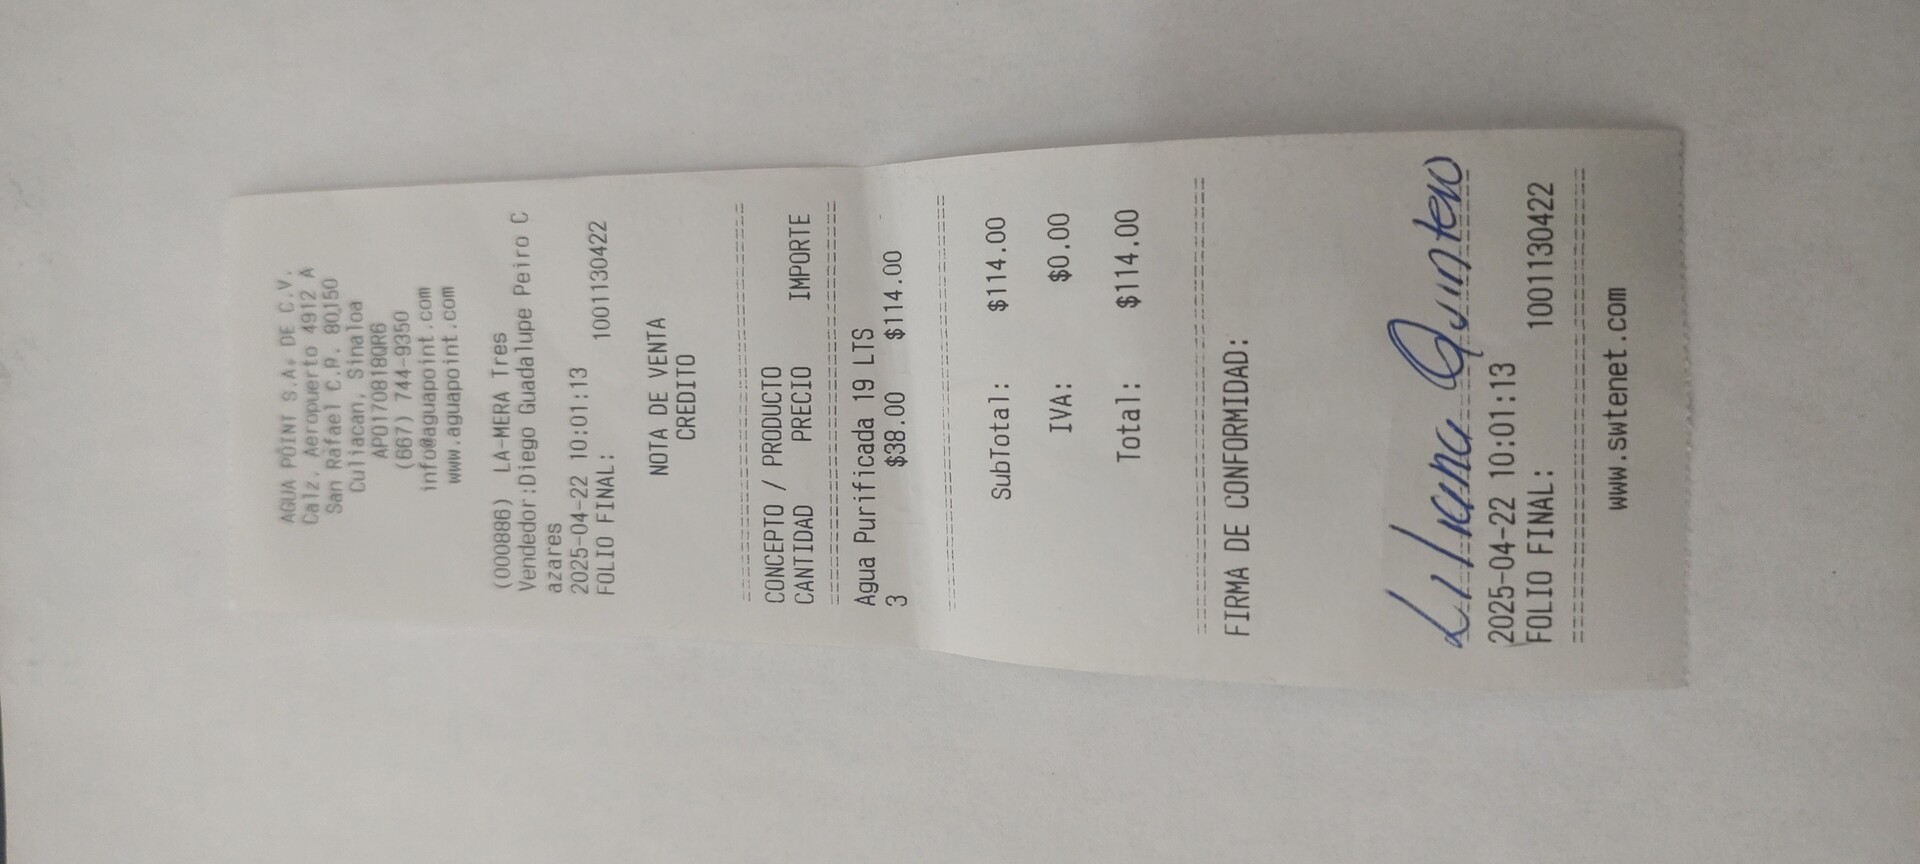 AGUA POINT S.A. DE C.V.
Calz. Aeropuerto 4912 A
San Rafael C.P. 80150
Culiacan, Sinaloa
APO170818QR6
(667) 744-9350
info@aguapoint.com
www.aguapoint.com
(000886) LA-MERA Tres
Vendedor:Diego Guadalupe Peiro C
azares
2025-04-22 10:01:13
FOLIO FINAL: 1001130422
NOTA DE VENTA
CREDITO
CONCEPTO / PRODUCTO
CANTIDAD PRECIO IMPORTE
Agua Purificada 19 LTS
3 $38.00 $114.00
SubTotal: $114.00
IVA: $0.00
Total: $114.00
FIRMA DE CONFORMIDAD:
Liliana Quintero
2025-04-22 10:01:13
FOLIO FINAL: 1001130422
www.swtenet.com